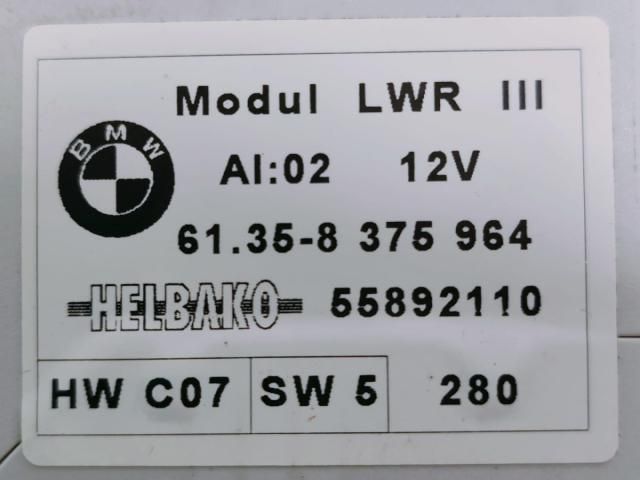 Modul LWR III
BMW
AI:02 12V
61.35-8 375 964
HELBAKO 55892110
HW C07 SW 5 280